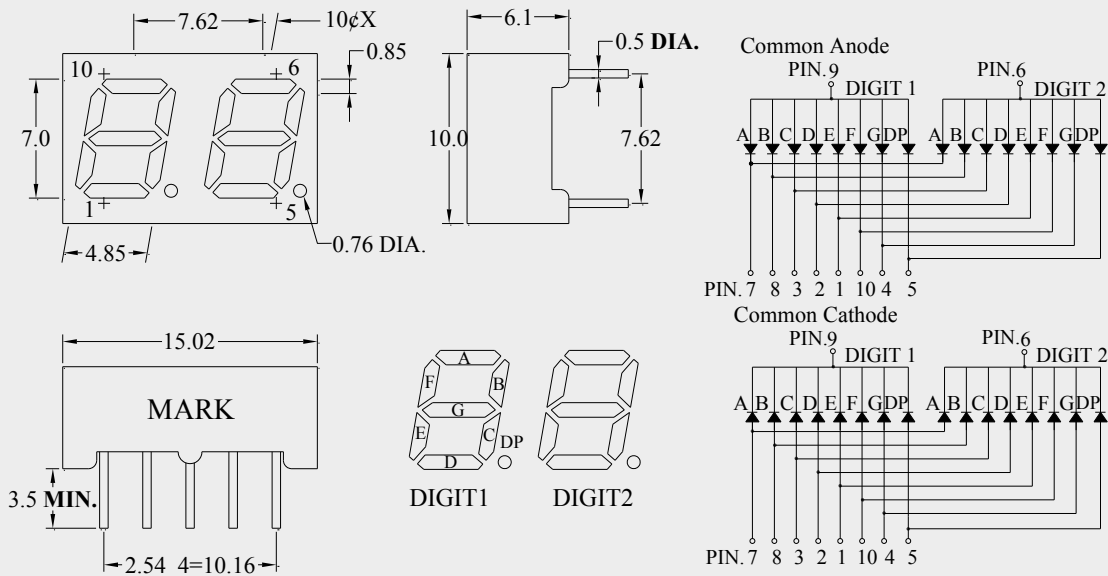 7.62
10¢X
0.85
10
6
7.0
1
5
4.85
0.76 DIA.
6.1
0.5 DIA.
10.0
7.62
Common Anode
PIN.9
DIGIT 1
PIN.6
DIGIT 2
A B C D E F G DP
A B C D E F G DP
PIN. 7 8 3 2 1 10 4 5
Common Cathode
PIN.9
DIGIT 1
PIN.6
DIGIT 2
A B C D E F G DP
A B C D E F G DP
PIN. 7 8 3 2 1 10 4 5
15.02
MARK
3.5 MIN.
2.54 4=10.16
A
F
B
G
E
C
DP
D
DIGIT1
DIGIT2